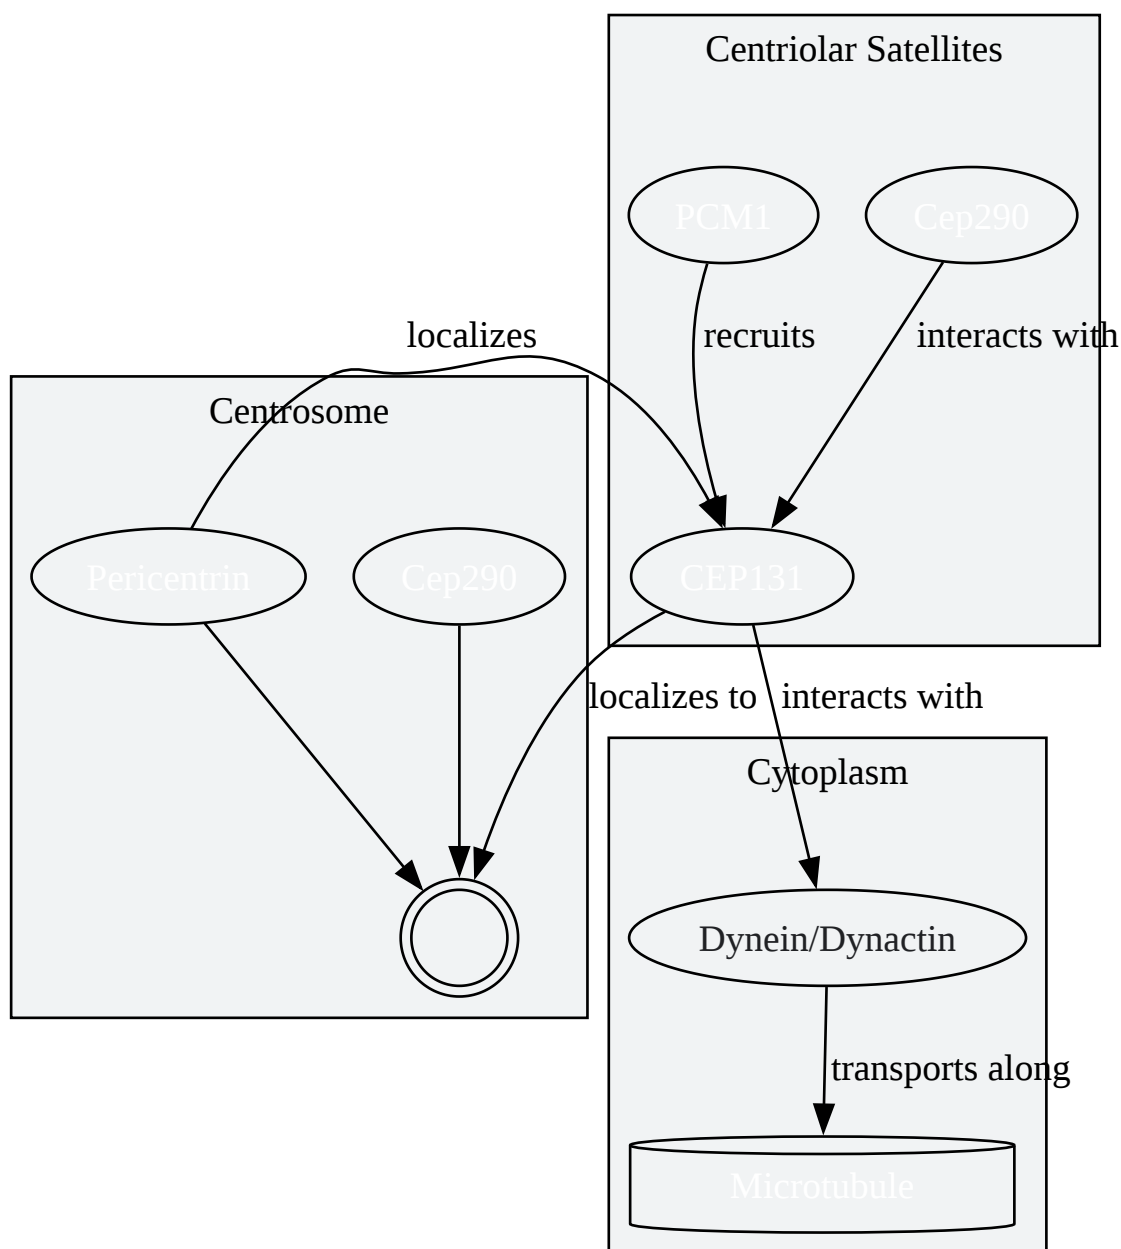 Centriolar Satellites
PCM1
Cep290
localizes
recruits
interacts with
Centrosome
Pericentrin
Cep290
CEP131
localizes to
interacts with
Cytoplasm
Dynein/Dynactin
transports along
Microtubule